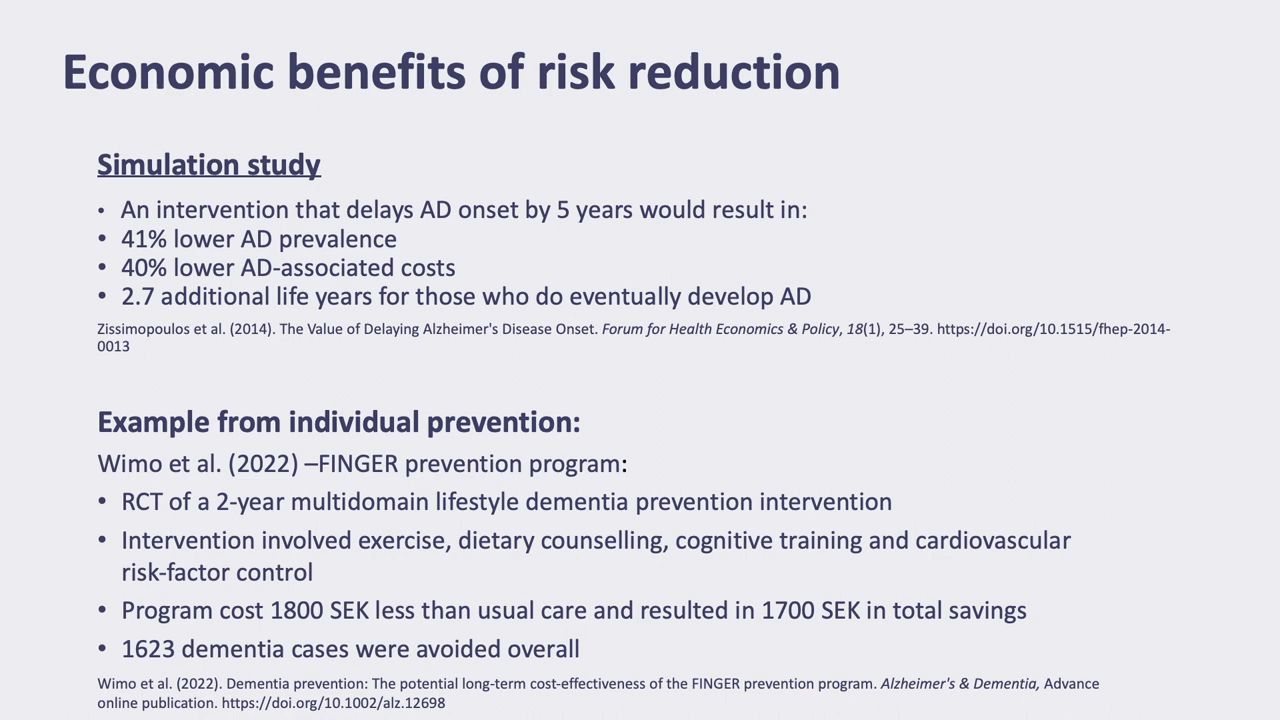 Economic benefits of risk reduction
Simulation study
• An intervention that delays AD onset by 5 years would result in:
• 41% lower AD prevalence
• 40% lower AD-associated costs
• 2.7 additional life years for those who do eventually develop AD
Zissimopoulos et al. (2014). The Value of Delaying Alzheimer's Disease Onset. Forum for Health Economics & Policy, 18(1), 25–39. https://doi.org/10.1515/fhep-2014-
0013
Example from individual prevention:
Wimo et al. (2022) –FINGER prevention program:
• RCT of a 2-year multidomain lifestyle dementia prevention intervention
• Intervention involved exercise, dietary counselling, cognitive training and cardiovascular
risk-factor control
• Program cost 1800 SEK less than usual care and resulted in 1700 SEK in total savings
• 1623 dementia cases were avoided overall
Wimo et al. (2022). Dementia prevention: The potential long-term cost-effectiveness of the FINGER prevention program. Alzheimer's & Dementia, Advance
online publication. https://doi.org/10.1002/alz.12698